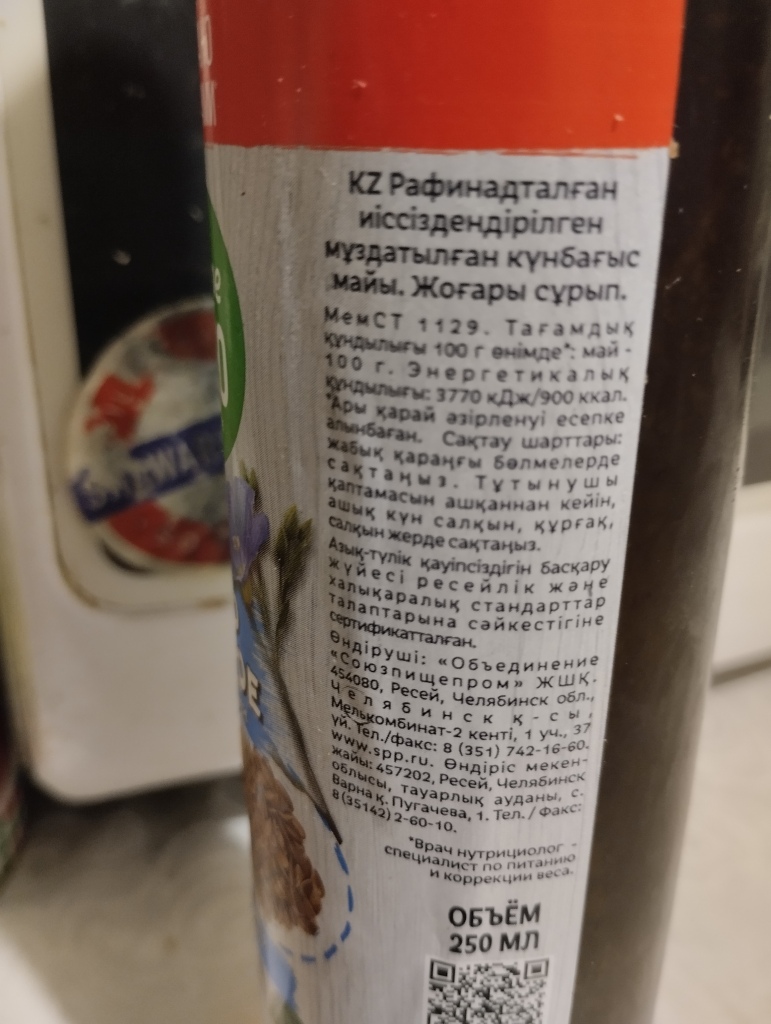 KZ Рафинадталған
иіссіздендірілген
мұздатылған күнбағыс
майы. Жоғары сұрып.
МемСТ 1129. Тағамдық
құндылығы 100 г өнімде*: май -
100 г. Энергетикалық
құндылығы: 3770 кДж/900 ккал.
*Ары қарай әзірленуі есепке
алынбаған. Сақтау шарттары:
жабық қараңғы бөлмелерде
сақтаңыз. Тұтынушы
қаптамасын ашқаннан кейін,
ашық күн салқын, құрғақ,
салқын жерде сақтаңыз.
Азық-түлік қауіпсіздігін басқару
жүйесі ресейлік және
халықаралық стандарттар
талаптарына сәйкестігіне
сертификатталған.
Өндіруші: «Объединение
«Союзпищепром» ЖШҚ.
454080, Ресей, Челябинск обл.,
Челябинск қ-сы,
Мелькомбинат-2 кенті, 1 уч., 37
үй. Тел./факс: 8 (351) 742-16-60.
www.spp.ru. Өндіріс мекен-
жайы: 457202, Ресей, Челябинск
облысы, тауарлық ауданы, с.
Варна қ. Пугачева, 1. Тел. / Факс:
8 (35142) 2-60-10.
*Врач нутрициолог -
специалист по питанию
и коррекции веса.
ОБЪЁМ
250 МЛ